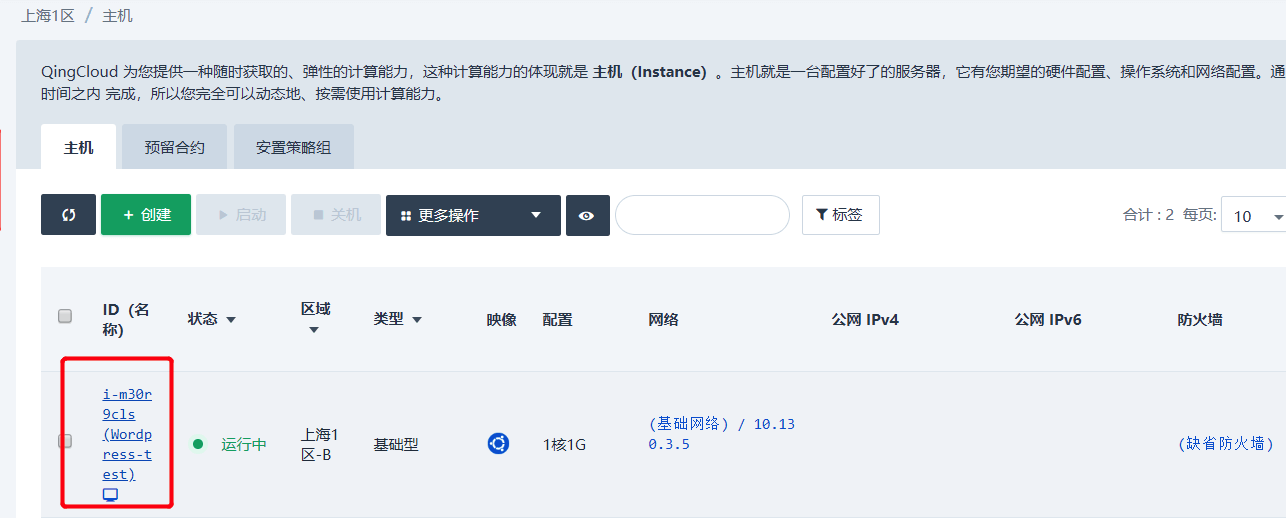 上海1区 / 主机
QingCloud 为您提供一种随时获取的、弹性的计算能力，这种计算能力的体现就是 主机（Instance）。主机就是一台配置好了的服务器，它有您期望的硬件配置、操作系统和网络配置。通
时间之内 完成，所以您完全可以动态地、按需使用计算能力。
主机 预留合约 安置策略组
+ 创建 启动 关机 更多操作 标签 合计 : 2 每页: 10
ID（名
称） 状态 区域 类型 映像 配置 网络 公网 IPv4 公网 IPv6 防火墙
i-m30r
9cls
(Wordp
ress-t
est)
运行中 上海1
区-B 基础型 1核1G (基础网络) / 10.13
0.3.5 (缺省防火墙)